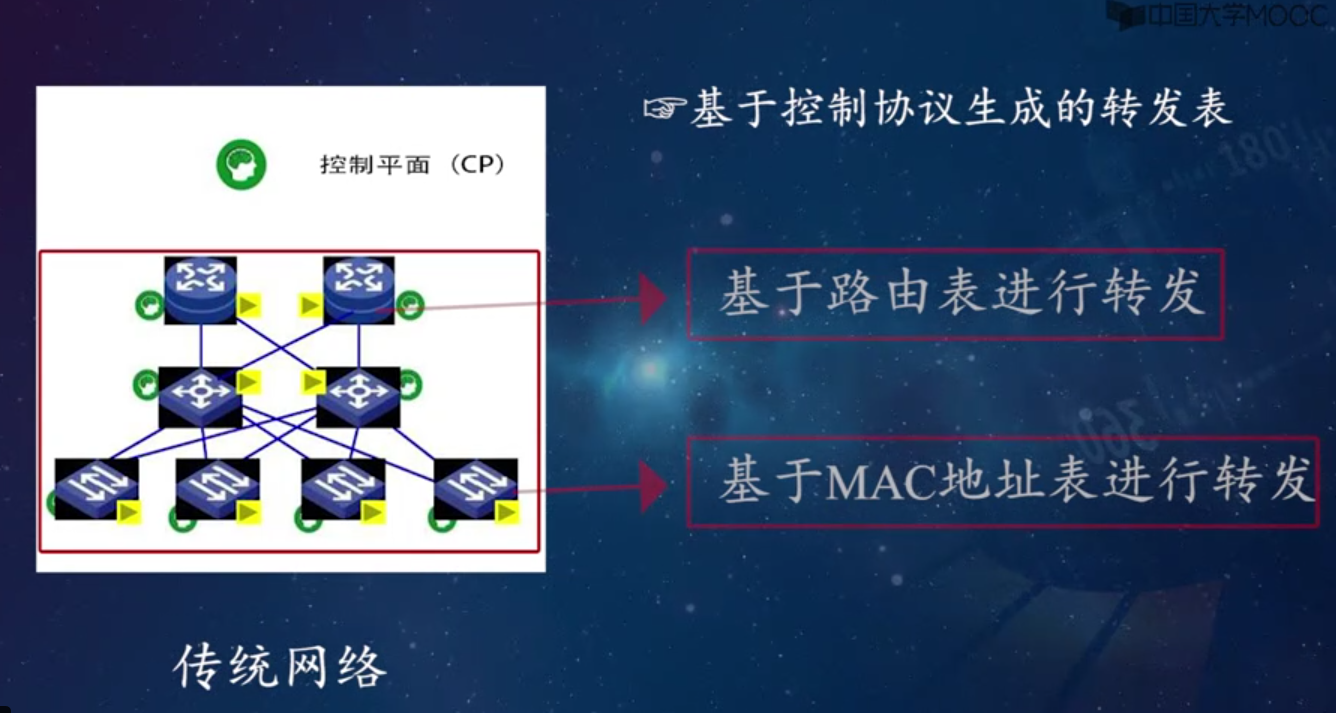 中国大学MOOC
☞基于控制协议生成的转发表
控制平面（CP）
基于路由表进行转发
基于MAC地址表进行转发
180
360
传统网络